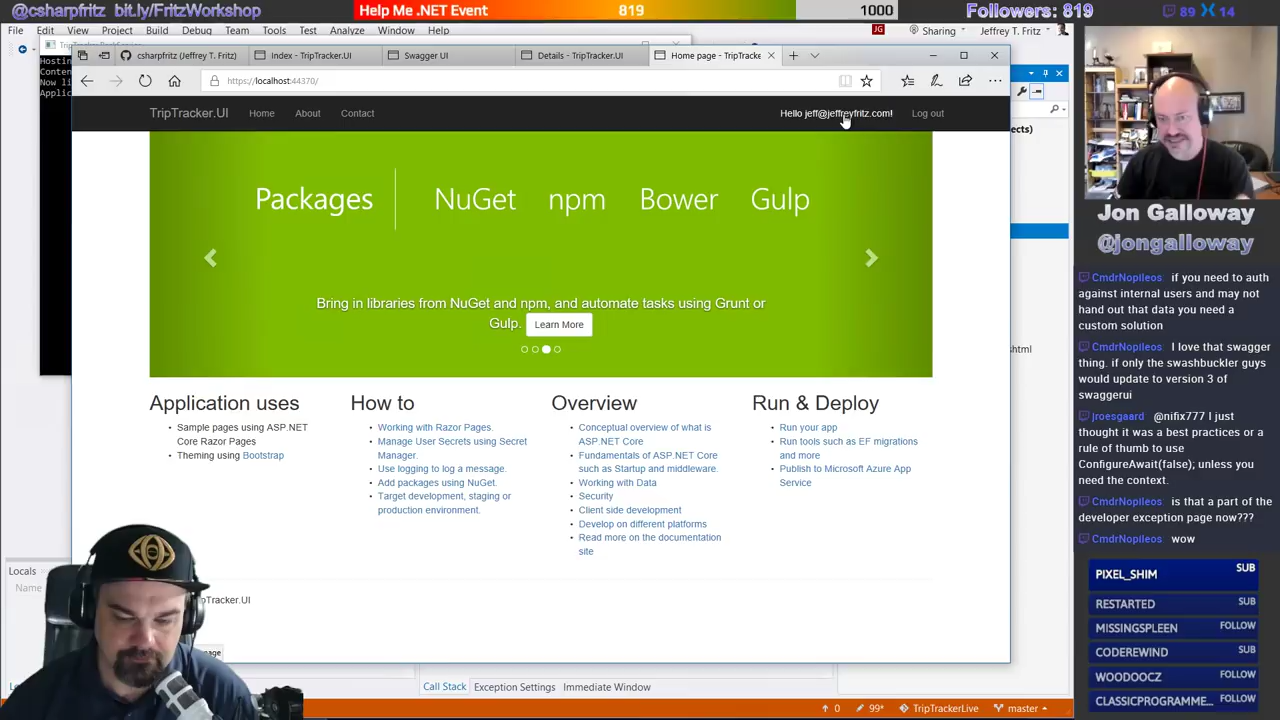 @csharpfritz bit.ly/FritzWorkshop
Help Me .NET Event
819
1000
Followers: 819
89
14
File
Edit
View
Project
Build
Debug
Team
Tools
Test
Analyze
Window
Help
JG
Sharing
Jeffrey T. Fritz
csharpfritz (Jeffrey T. Fritz)
Index - TripTracker.UI
Swagger UI
Details - TripTracker.UI
Home page - TripTracke
https://localhost:44370/
TripTracker.UI
Home
About
Contact
Hello jeff@jeffreyfritz.com!
Log out
Packages
NuGet
npm
Bower
Gulp
Bring in libraries from NuGet and npm, and automate tasks using Grunt or
Gulp.
Learn More
Application uses
Sample pages using ASP.NET
Core Razor Pages
Theming using Bootstrap
How to
Working with Razor Pages.
Manage User Secrets using Secret
Manager.
Use logging to log a message.
Add packages using NuGet.
Target development, staging or
production environment.
Overview
Conceptual overview of what is
ASP.NET Core
Fundamentals of ASP.NET Core
such as Startup and middleware.
Working with Data
Security
Client side development
Develop on different platforms
Read more on the documentation
site
Run & Deploy
Run your app
Run tools such as EF migrations
and more
Publish to Microsoft Azure App
Service
Jon Galloway
@jongalloway
CmdrNopileos if you need to auth
against internal users and may not
hand out that data you need a
custom solution
CmdrNopileos I love that swagger
thing. if only the swashbuckler guys
would update to version 3 of
swaggerui
jroesgaard @nifix777 I just
thought it was a best practices or a
rule of thumb to use
ConfigureAwait(false); unless you
need the context.
CmdrNopileos is that a part of the
developer exception page now???
CmdrNopileos wow
PIXEL_SHIM SUB
RESTARTED SUB
MISSINGSPLEEN FOLLOW
CODEREWIND SUB
WOODOOCZ FOLLOW
CLASSICPROGRAMME... FOLLOW
Locals
Name
Call Stack
Exception Settings
Immediate Window
0
99*
TripTrackerLive
master